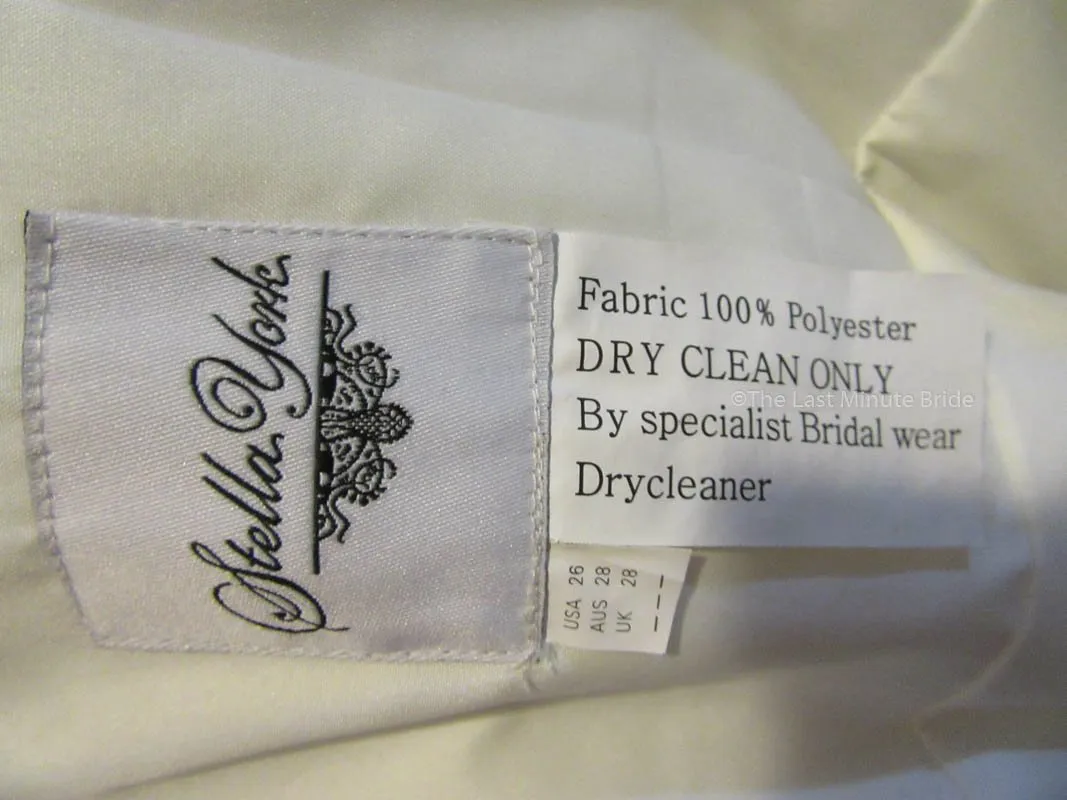 Stella York
Fabric 100% Polyester
DRY CLEAN ONLY
©The Last Minute Bride
By specialist Bridal wear
Drycleaner
USA 26
AUS 28
UK 28
---